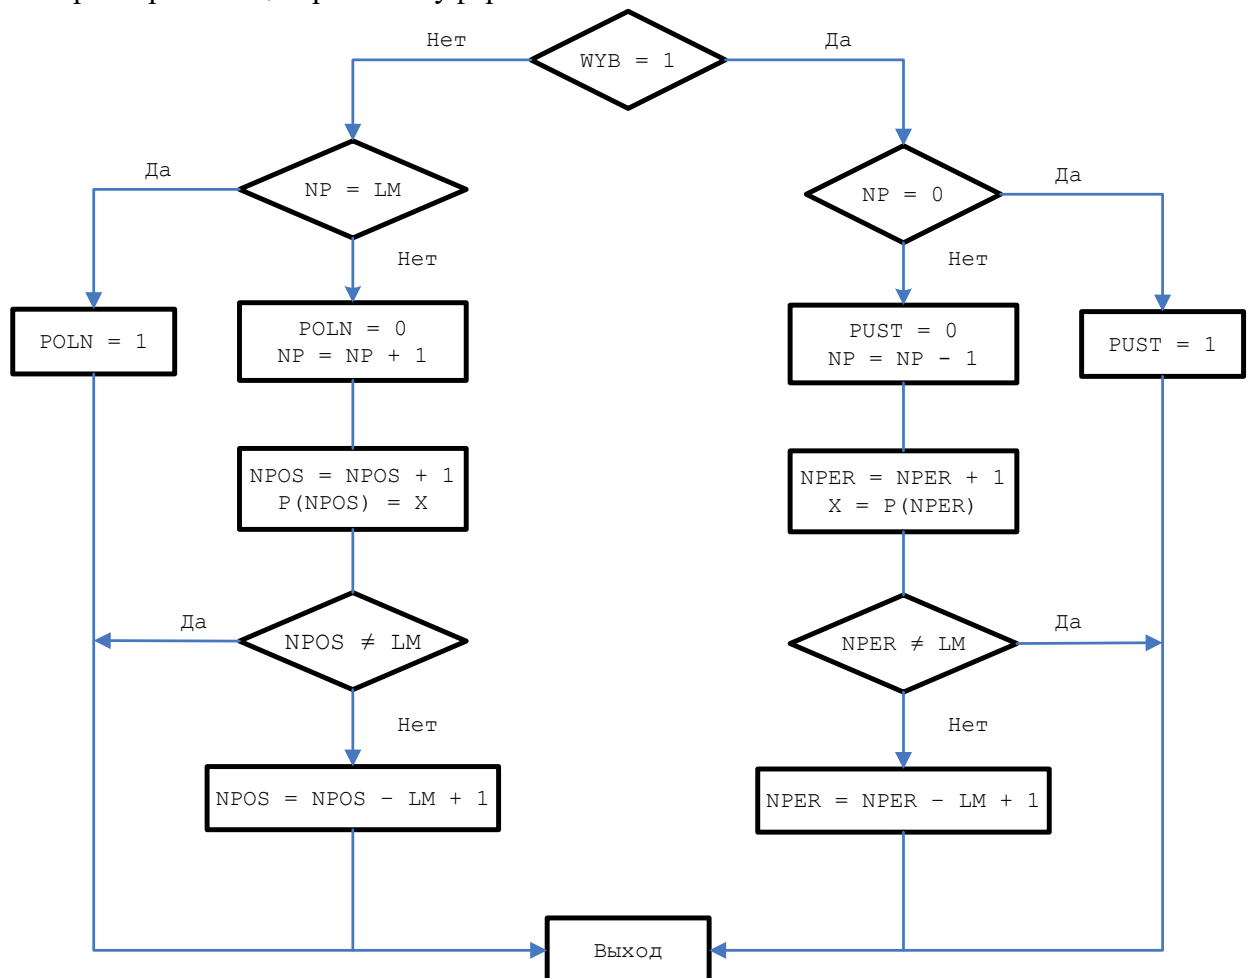 Нет
Да
WYB = 1
Да
NP = LM
NP = 0
Да
Нет
Нет
POLN = 1
POLN = 0
NP = NP + 1
PUST = 0
NP = NP - 1
PUST = 1
NPOS = NPOS + 1
P(NPOS) = X
NPER = NPER + 1
X = P(NPER)
Да
NPOS ≠ LM
NPER ≠ LM
Да
Нет
Нет
NPOS = NPOS – LM + 1
NPER = NPER – LM + 1
Выход